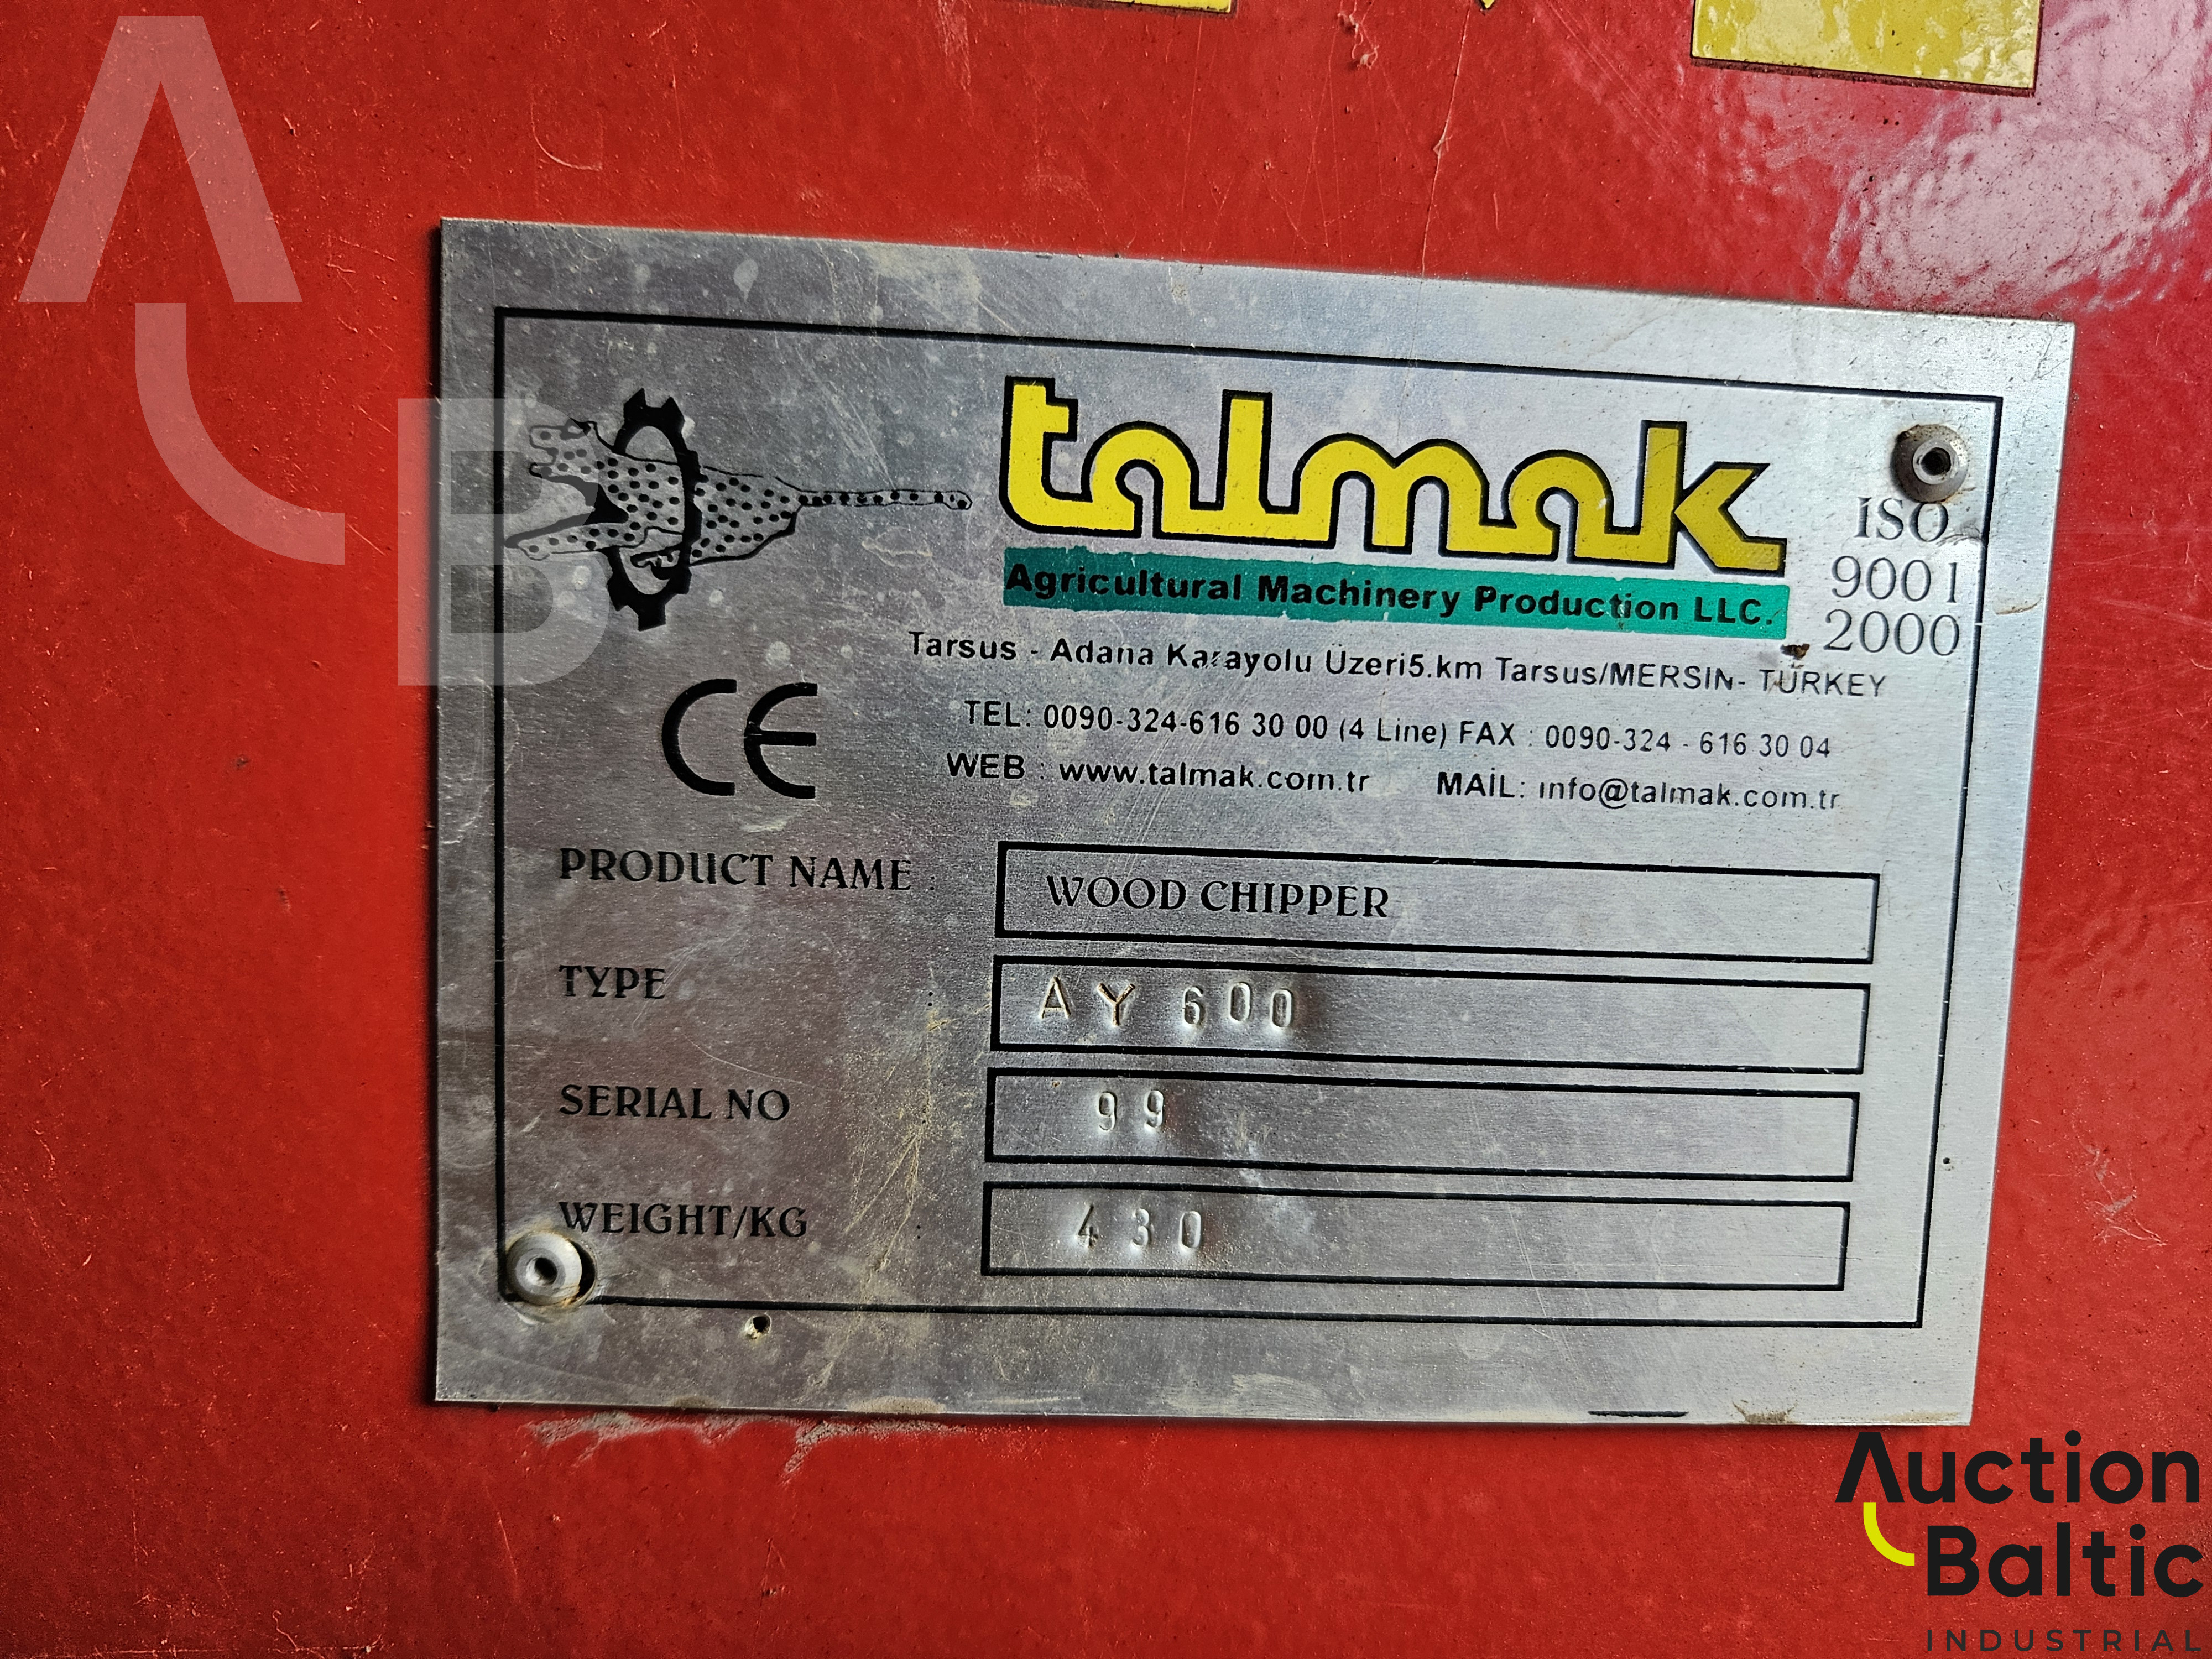 talmak
Agricultural Machinery Production LLC.
ISO
9001
2000
Tarsus - Adana Karayolu Üzeri5.km Tarsus/MERSIN- TURKEY
TEL: 0090-324-616 30 00 (4 Line) FAX : 0090-324 - 616 30 04
WEB : www.talmak.com.tr MAİL: info@talmak.com.tr
CE
PRODUCT NAME : WOOD CHIPPER
TYPE : AY 600
SERIAL NO : 99
WEIGHT/KG : 430
AB
Auction
Baltic
INDUSTRIAL